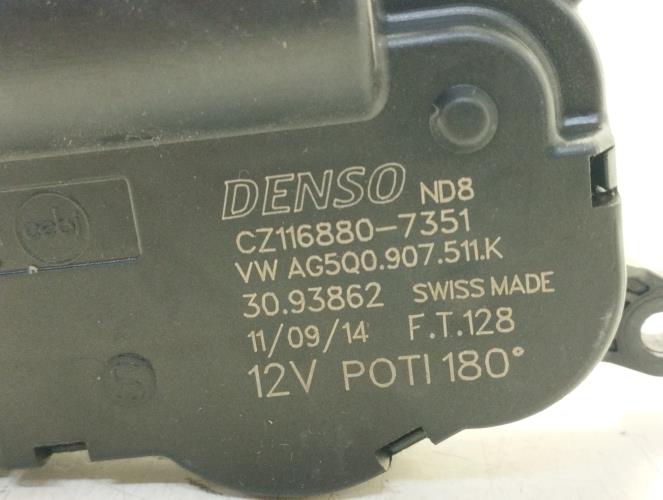 DENSO ND8
CZ116880-7351
VW AG5Q0.907.511.K
30.93862 SWISS MADE
11/09/14 F.T.128
12V POTI 180°
cebi